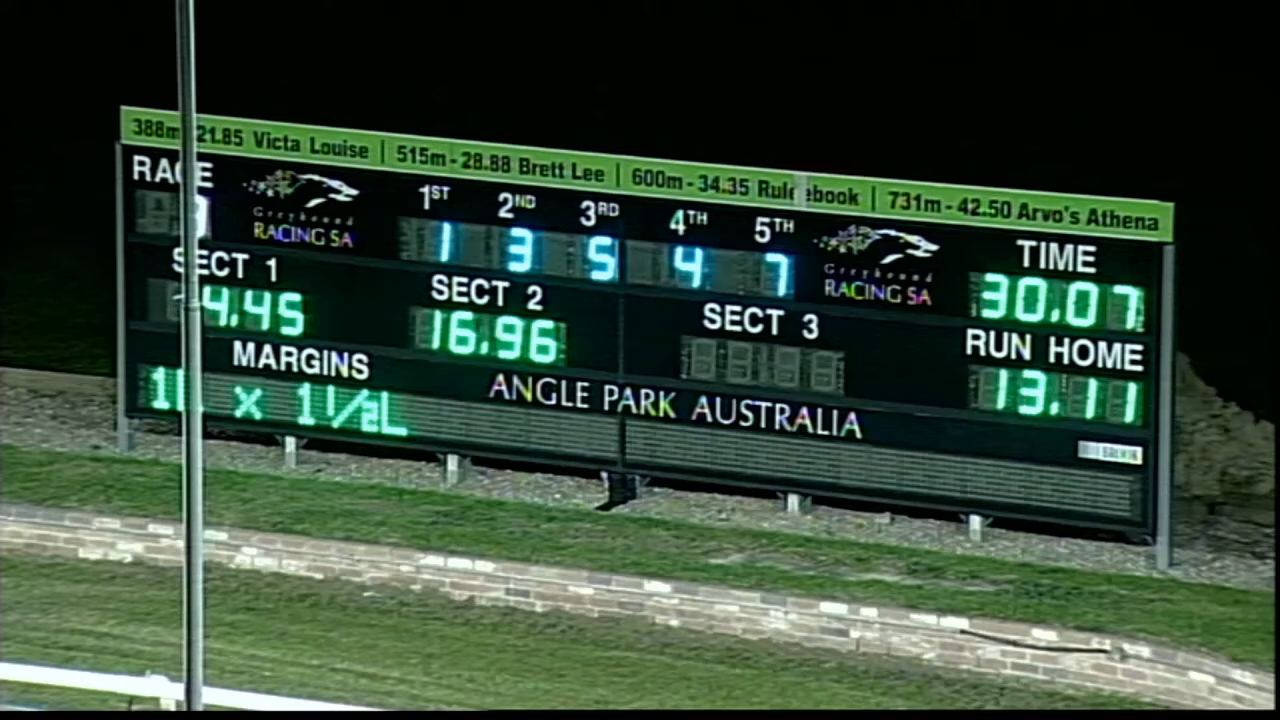 388m 21.85 Victa Louise | 515m - 28.88 Brett Lee | 600m - 34.35 Rulebook | 731m - 42.50 Arvo's Athena
RACE
Greyhound
RACING SA
1ST 2ND 3RD 4TH 5TH
1 3 5 4 7
Greyhound
RACING SA
TIME
30.07
SECT 1
4.45
SECT 2
16.96
SECT 3
RUN HOME
13.11
MARGINS
x 1 1/2L
ANGLE PARK AUSTRALIA